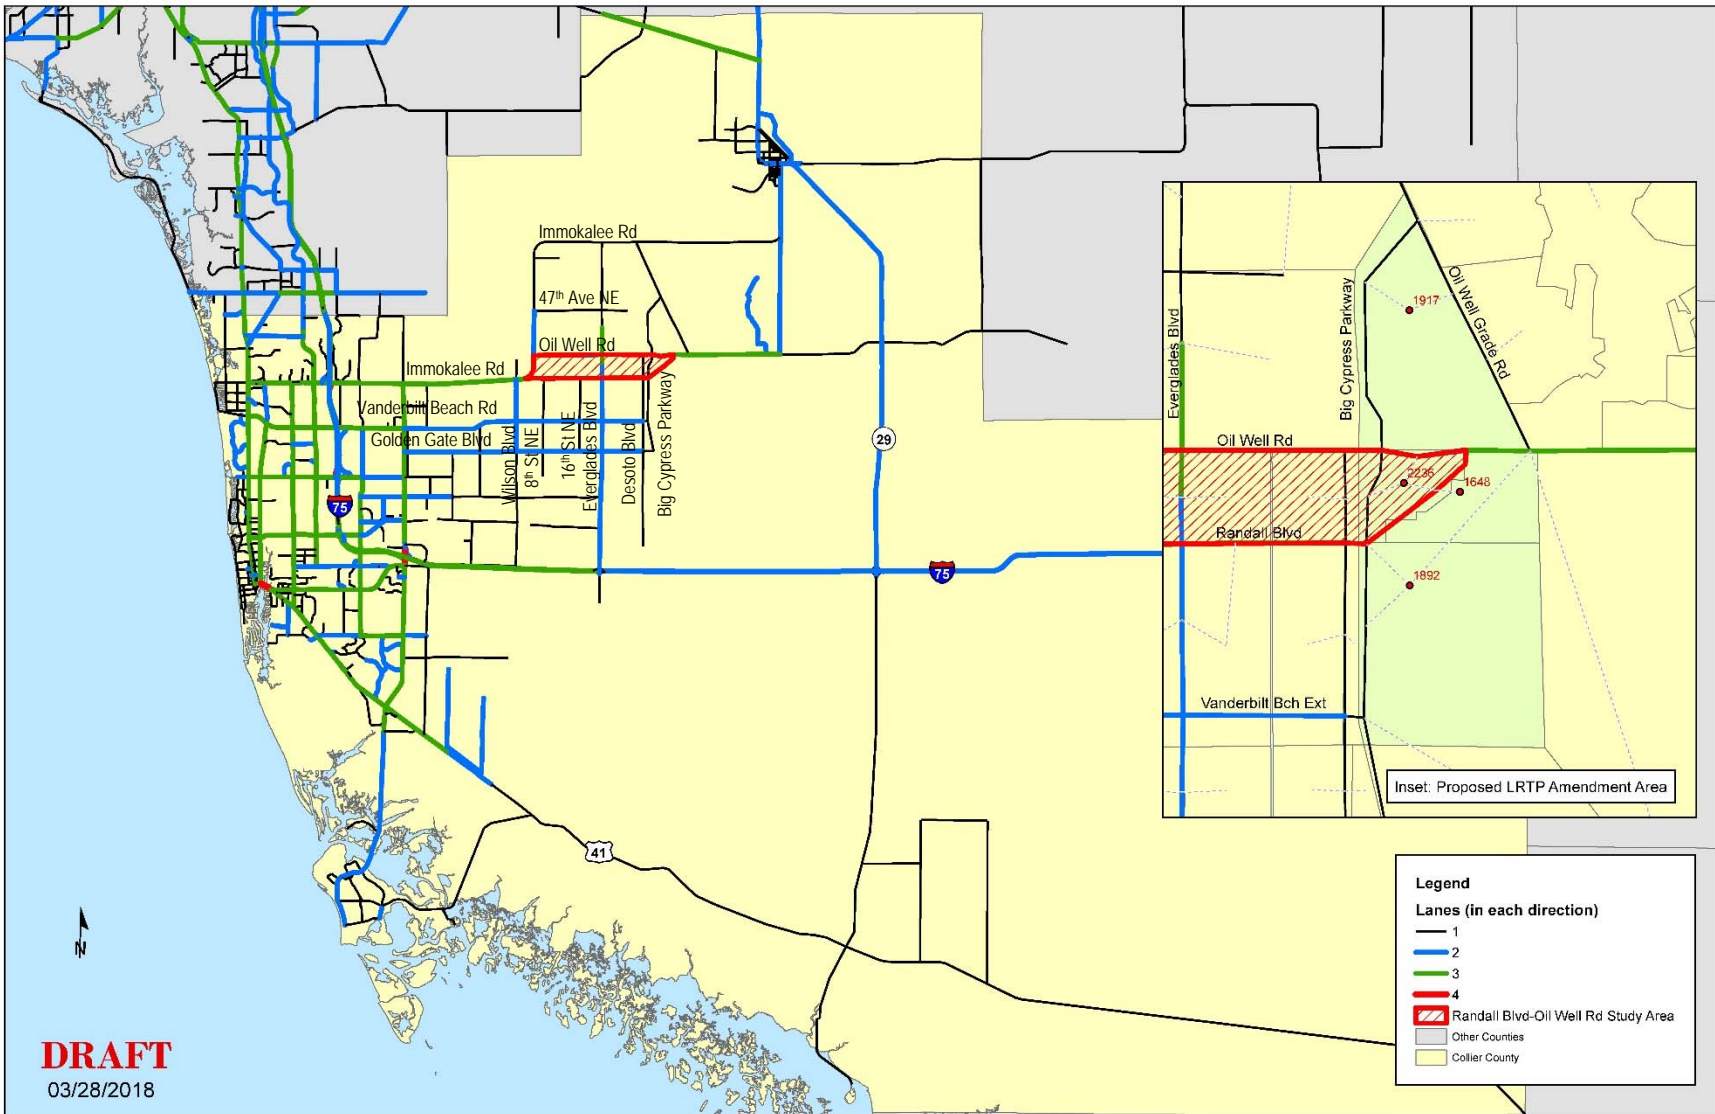 Immokalee Rd
47th Ave NE
Oil Well Rd
Immokalee Rd
Vanderbilt Beach Rd
Golden Gate Blvd
Wilson Blvd
8th St NE
16th St NE
Everglades Blvd
Desoto Blvd
Big Cypress Parkway
29
75
75
41
N
DRAFT
03/28/2018
Everglades Blvd
Big Cypress Parkway
Oil Well Grade Rd
1917
Oil Well Rd
2236
1648
Randall Blvd
1892
Vanderbilt Bch Ext
Inset: Proposed LRTP Amendment Area
Legend
Lanes (in each direction)
1
2
3
4
Randall Blvd-Oil Well Rd Study Area
Other Counties
Collier County